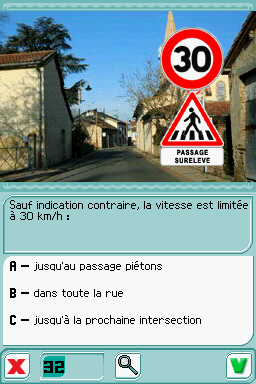 30
PASSAGE
SURELEVE
Sauf indication contraire, la vitesse est limitée
à 30 km/h :
A – jusqu'au passage piétons
B – dans toute la rue
C – jusqu'à la prochaine intersection
32